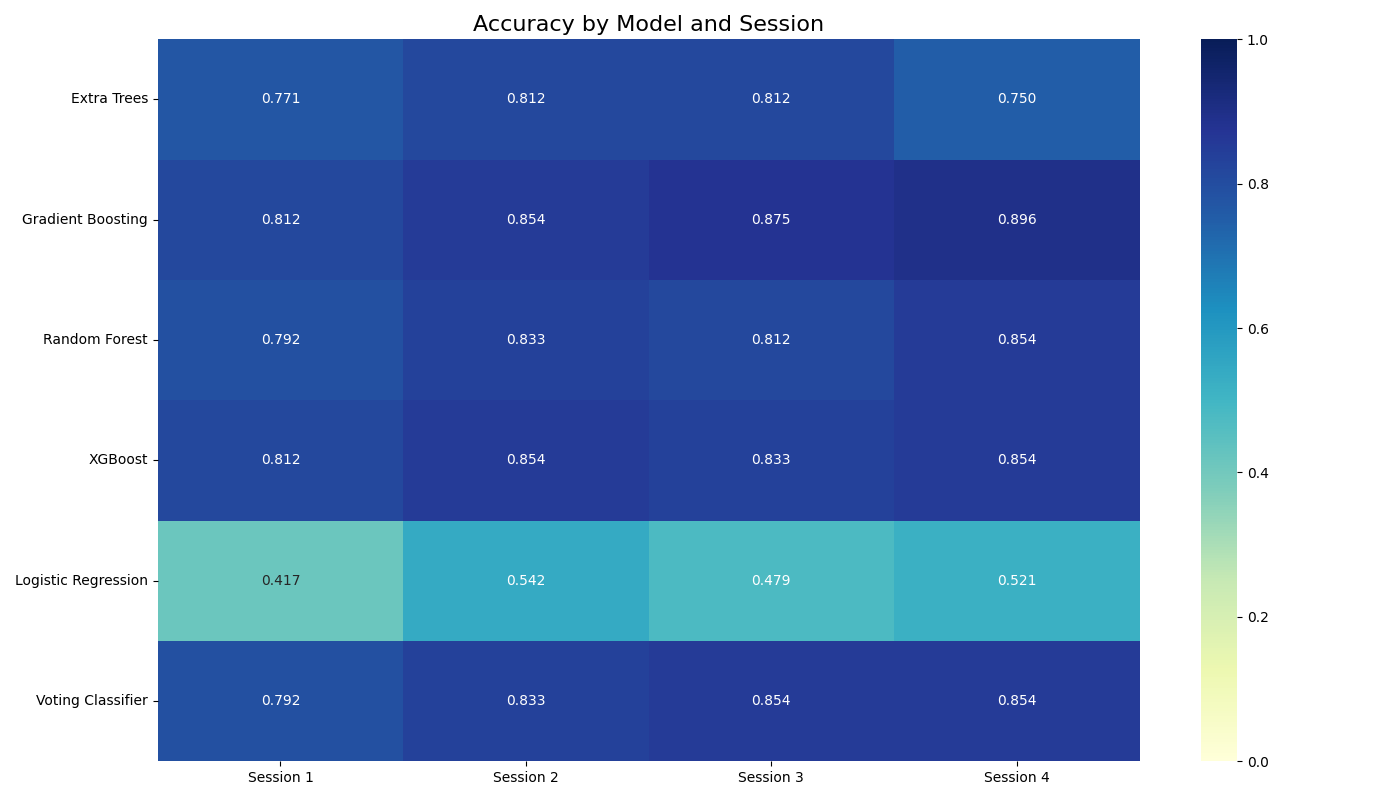 Accuracy by Model and Session
Extra Trees 0.771 0.812 0.812 0.750
Gradient Boosting 0.812 0.854 0.875 0.896
Random Forest 0.792 0.833 0.812 0.854
XGBoost 0.812 0.854 0.833 0.854
Logistic Regression 0.417 0.542 0.479 0.521
Voting Classifier 0.792 0.833 0.854 0.854
Session 1 Session 2 Session 3 Session 4
1.0
0.8
0.6
0.4
0.2
0.0